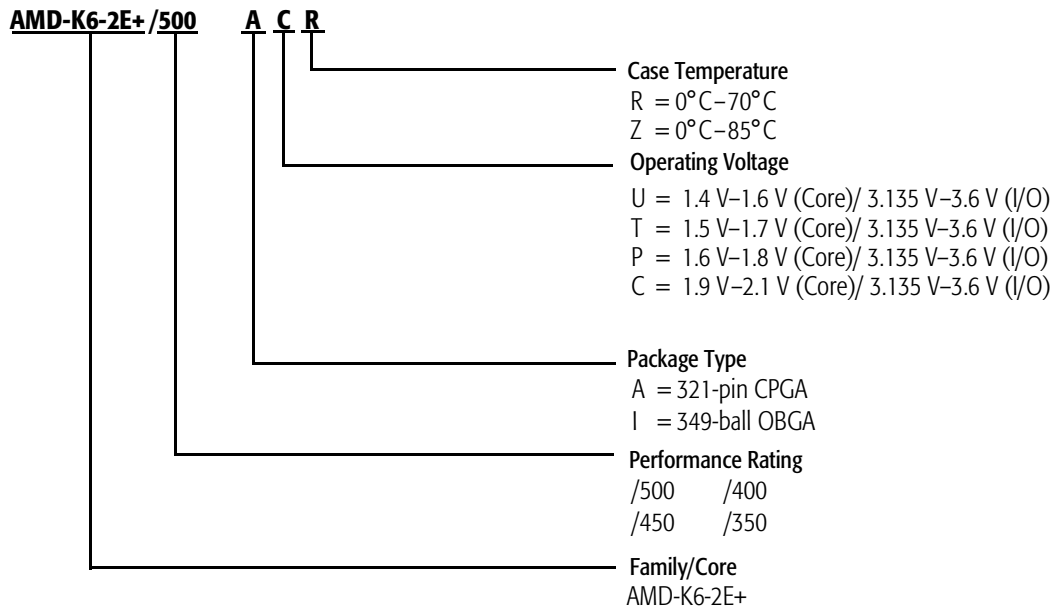 AMD-K6-2E+ /500 A C R
Case Temperature
R = 0°C–70°C
Z = 0°C–85°C
Operating Voltage
U = 1.4 V–1.6 V (Core)/ 3.135 V–3.6 V (I/O)
T = 1.5 V–1.7 V (Core)/ 3.135 V–3.6 V (I/O)
P = 1.6 V–1.8 V (Core)/ 3.135 V–3.6 V (I/O)
C = 1.9 V–2.1 V (Core)/ 3.135 V–3.6 V (I/O)
Package Type
A = 321-pin CPGA
I = 349-ball OBGA
Performance Rating
/500 /400
/450 /350
Family/Core
AMD-K6-2E+